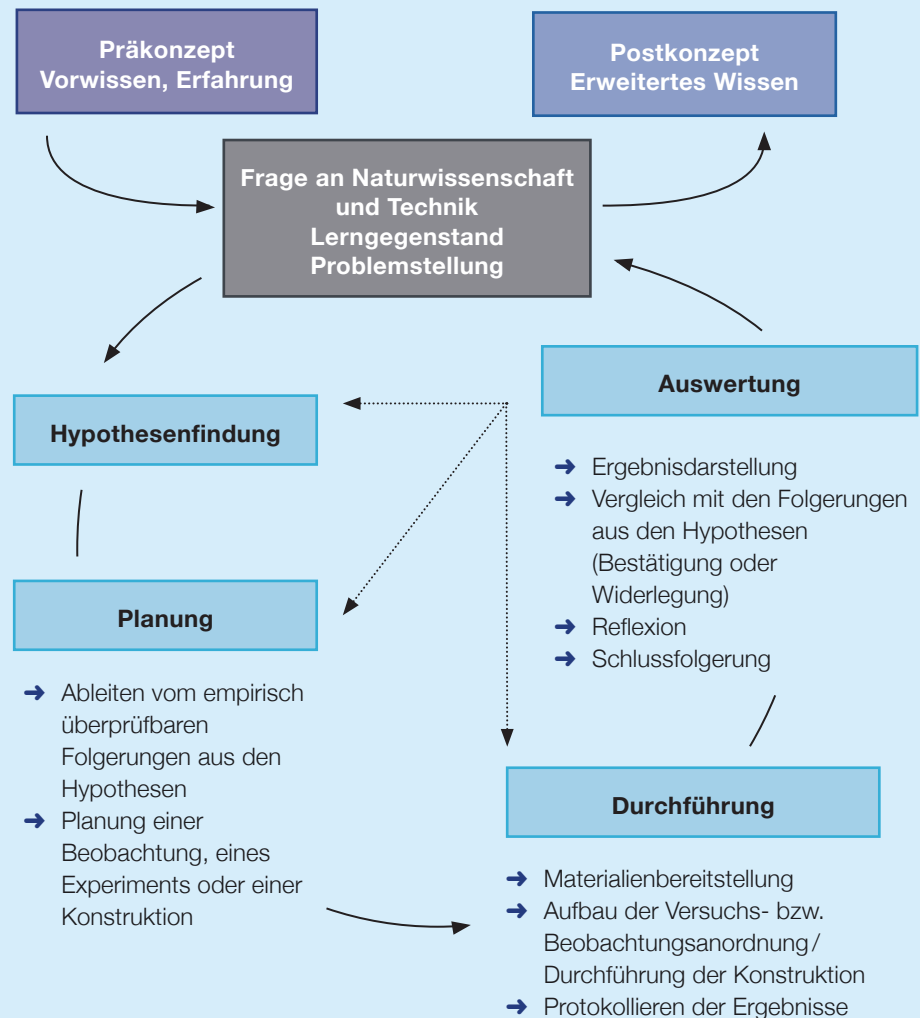 Präkonzept
Vorwissen, Erfahrung
Postkonzept
Erweitertes Wissen
Frage an Naturwissenschaft
und Technik
Lerngegenstand
Problemstellung
Hypothesenfindung
Planung
➜ Ableiten vom empirisch
überprüfbaren
Folgerungen aus den
Hypothesen
➜ Planung einer
Beobachtung, eines
Experiments oder einer
Konstruktion
Durchführung
➜ Materialienbereitstellung
➜ Aufbau der Versuchs- bzw.
Beobachtungsanordnung/
Durchführung der Konstruktion
➜ Protokollieren der Ergebnisse
Auswertung
➜ Ergebnisdarstellung
➜ Vergleich mit den Folgerungen
aus den Hypothesen
(Bestätigung oder
Widerlegung)
➜ Reflexion
➜ Schlussfolgerung